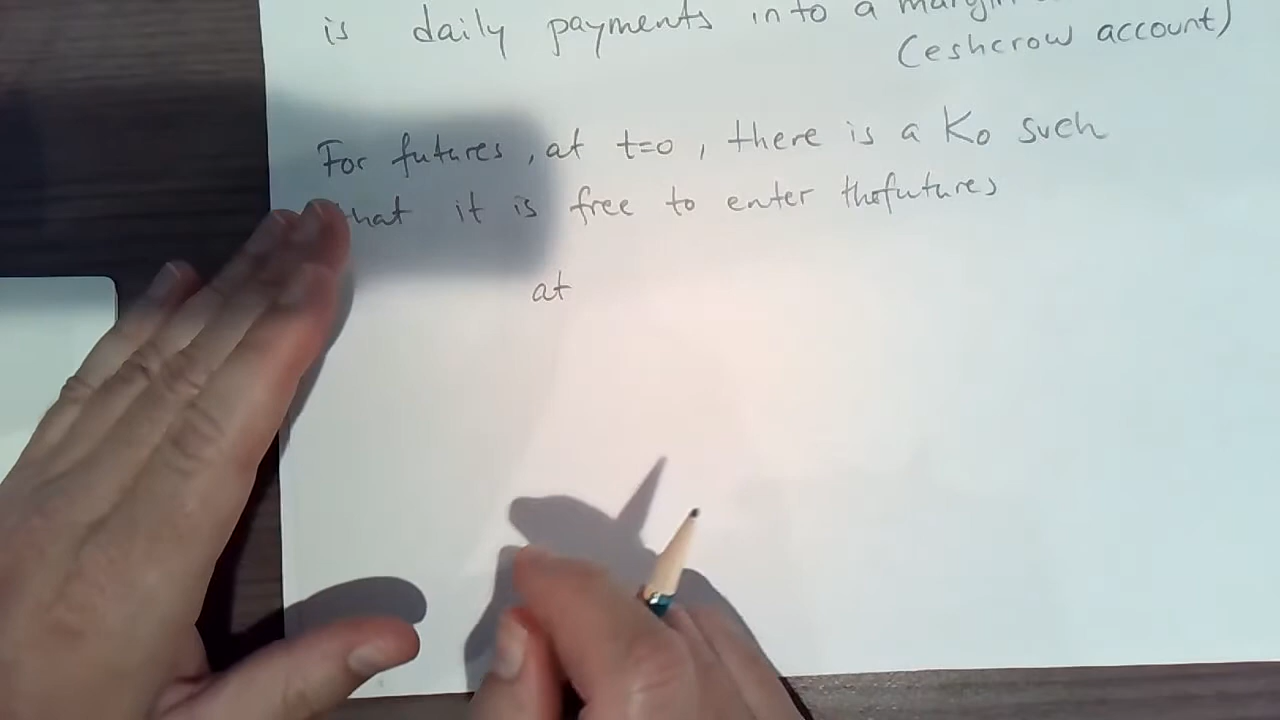 is daily payments into a
(eshcrow account)
For futures, at t=0, there is a K₀ such
that it is free to enter thefutures
at